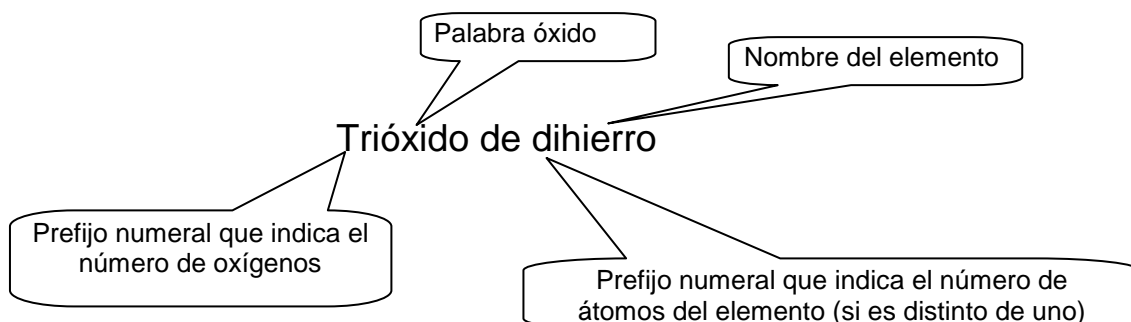 Palabra óxido
Nombre del elemento
Trióxido de dihierro
Prefijo numeral que indica el
número de oxígenos
Prefijo numeral que indica el número de
átomos del elemento (si es distinto de uno)